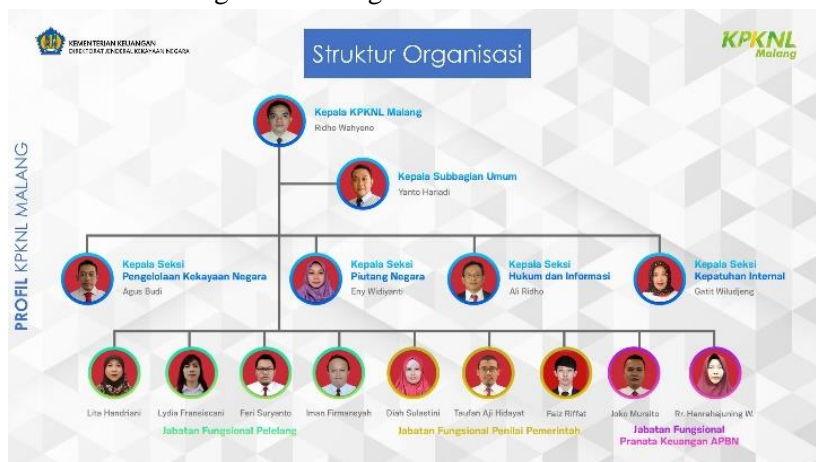 KEMENTERIAN KEUANGAN
DIREKTORAT JENDERAL KEKAYAAN NEGARA
Struktur Organisasi
KPKNL
Malang
PROFIL KPKNL MALANG
Kepala KPKNL Malang
Ridho Wahyono
Kepala Subbagian Umum
Yanto Hariadi
Kepala Seksi
Pengelolaan Kekayaan Negara
Agus Budi
Kepala Seksi
Piutang Negara
Eny Widiyanti
Kepala Seksi
Hukum dan Informasi
Ali Ridho
Kepala Seksi
Kepatuhan Internal
Gatit Wiludjeng
Lita Handriani
Lydia Fransiscani
Feri Suryanto
Iman Firmansyah
Diah Sulastini
Taufan Aji Hidayat
Faiz Riffat
Joko Mursito
Rr. Hanrahajuning W.
Jabatan Fungsional Pelelang
Jabatan Fungsional Penilai Pemerintah
Jabatan Fungsional
Pranata Keuangan APBN